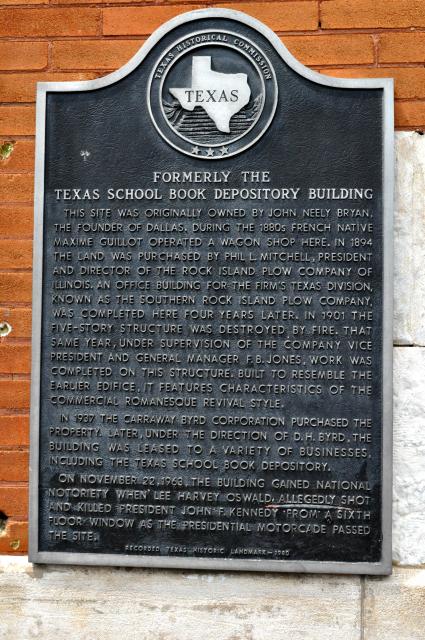 TEXAS HISTORICAL COMMISSION
TEXAS
FORMERLY THE
TEXAS SCHOOL BOOK DEPOSITORY BUILDING
THIS SITE WAS ORIGINALLY OWNED BY JOHN NEELY BRYAN,
THE FOUNDER OF DALLAS. DURING THE 1880s FRENCH NATIVE
MAXIME GUILLOT OPERATED A WAGON SHOP HERE. IN 1894
THE LAND WAS PURCHASED BY PHIL L. MITCHELL, PRESIDENT
AND DIRECTOR OF THE ROCK ISLAND PLOW COMPANY OF
ILLINOIS. AN OFFICE BUILDING FOR THE FIRM'S TEXAS DIVISION,
KNOWN AS THE SOUTHERN ROCK ISLAND PLOW COMPANY,
WAS COMPLETED HERE FOUR YEARS LATER. IN 1901 THE
FIVE-STORY STRUCTURE WAS DESTROYED BY FIRE. THAT
SAME YEAR, UNDER SUPERVISION OF THE COMPANY VICE
PRESIDENT AND GENERAL MANAGER F.B. JONES, WORK WAS
COMPLETED ON THIS STRUCTURE. BUILT TO RESEMBLE THE
EARLIER EDIFICE, IT FEATURES CHARACTERISTICS OF THE
COMMERCIAL ROMANESQUE REVIVAL STYLE.
IN 1937 THE CARRAWAY BYRD CORPORATION PURCHASED THE
PROPERTY. LATER, UNDER THE DIRECTION OF D.H. BYRD, THE
BUILDING WAS LEASED TO A VARIETY OF BUSINESSES,
INCLUDING THE TEXAS SCHOOL BOOK DEPOSITORY.
ON NOVEMBER 22, 1963, THE BUILDING GAINED NATIONAL
NOTORIETY WHEN LEE HARVEY OSWALD ALLEGEDLY SHOT
AND KILLED PRESIDENT JOHN F. KENNEDY FROM A SIXTH
FLOOR WINDOW AS THE PRESIDENTIAL MOTORCADE PASSED
THE SITE.
RECORDED TEXAS HISTORIC LANDMARK-1980